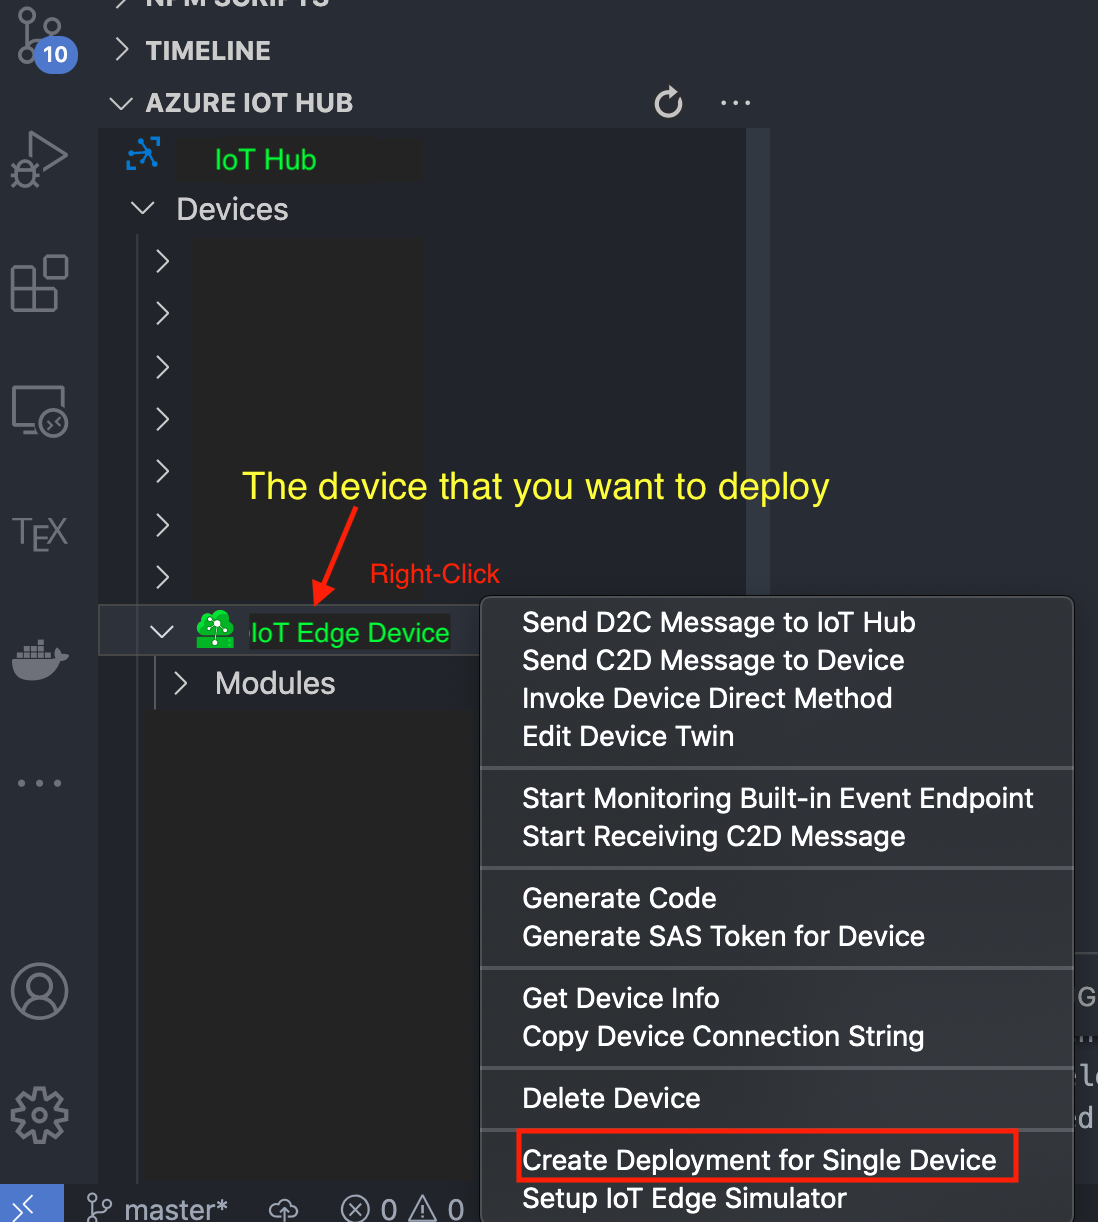 NPM SCRIPTS
10
TIMELINE
AZURE IOT HUB
IoT Hub
Devices
The device that you want to deploy
Right-Click
IoT Edge Device
Modules
TEX
Send D2C Message to IoT Hub
Send C2D Message to Device
Invoke Device Direct Method
Edit Device Twin
Start Monitoring Built-in Event Endpoint
Start Receiving C2D Message
Generate Code
Generate SAS Token for Device
Get Device Info
Copy Device Connection String
Delete Device
Create Deployment for Single Device
Setup IoT Edge Simulator
master* 0 0